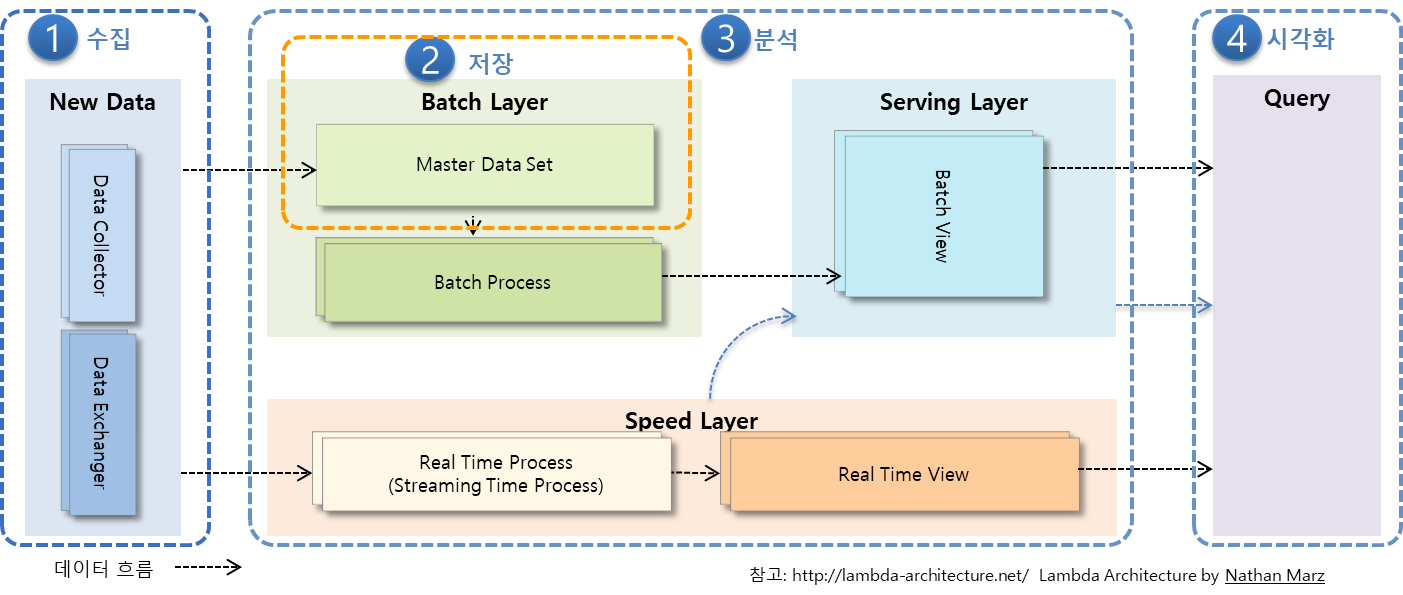 1 수집
New Data
Data Collector
Data Exchanger
2 저장
3 분석
Batch Layer
Master Data Set
Batch Process
Serving Layer
Batch View
Speed Layer
Real Time Process
(Streaming Time Process)
Real Time View
4 시각화
Query
데이터 흐름
참고: http://lambda-architecture.net/ Lambda Architecture by Nathan Marz